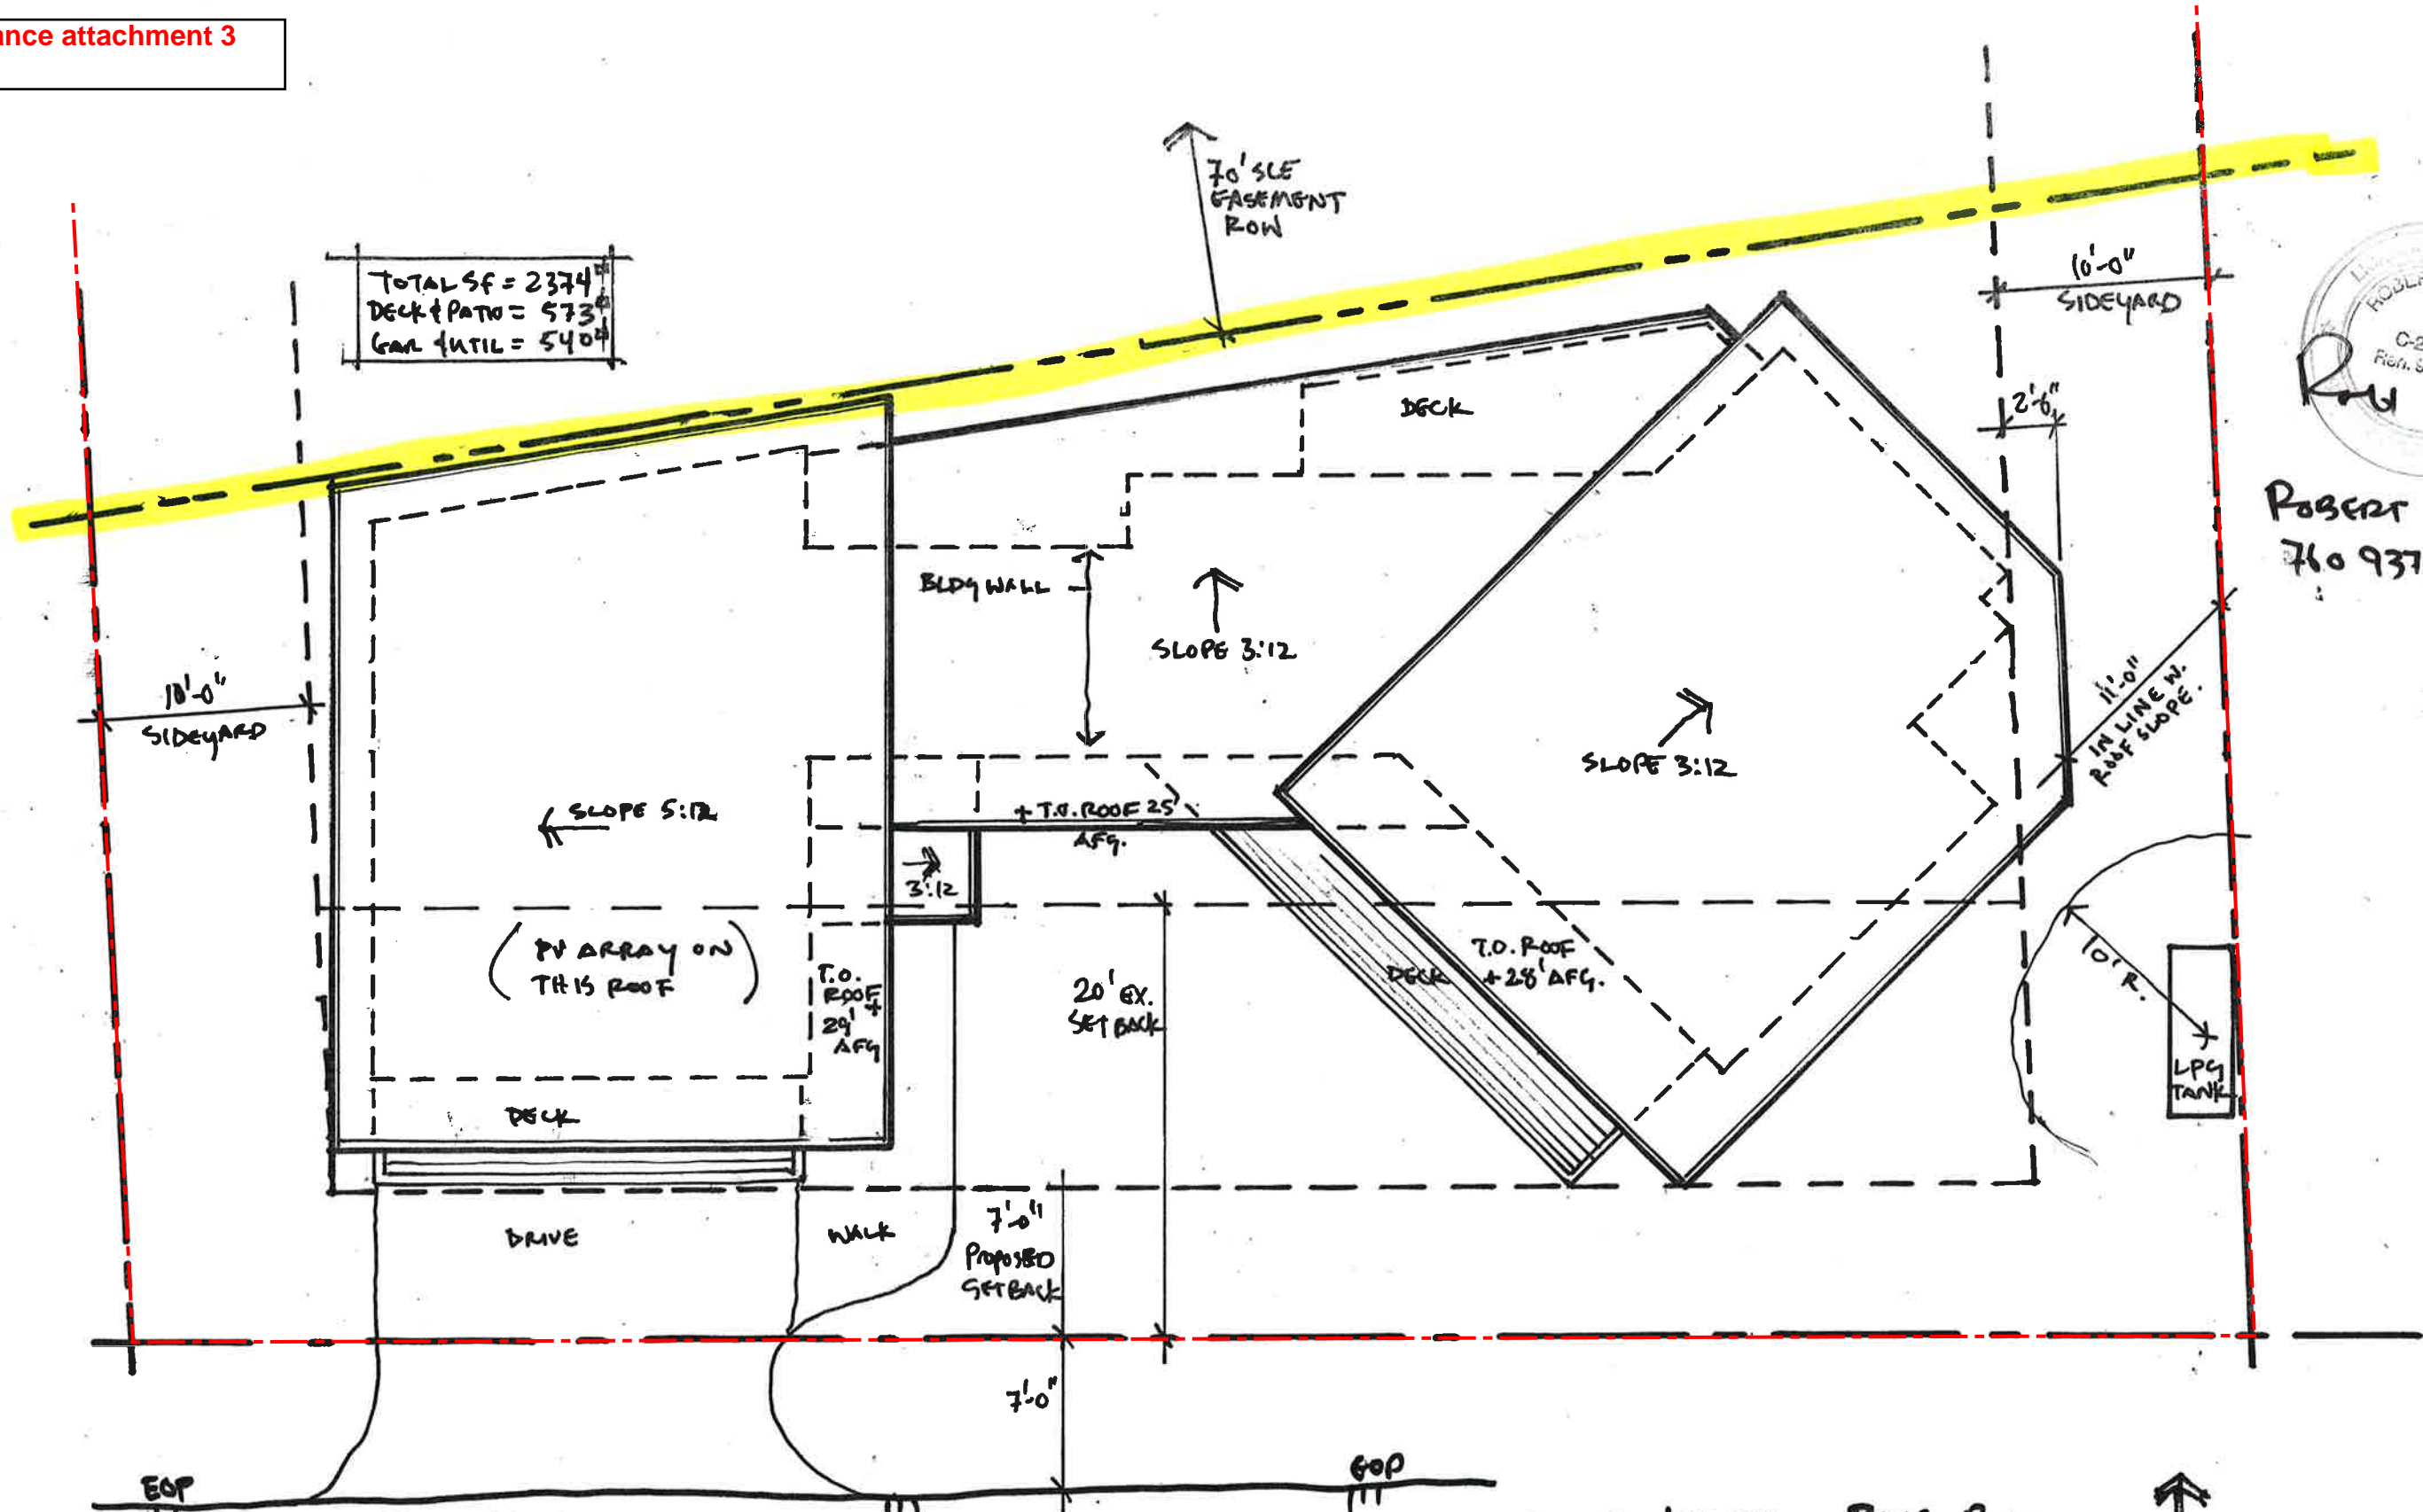 ance attachment 3
70' SCE
EASEMENT
ROW
TOTAL SF = 2374
DECK & PATIO = 573
GAR & UTIL = 540
10'-0"
SIDEYARD
C-2
Ren.
2'-6"
DECK
ROBERT
760 937
BLDG WALL
SLOPE 3:12
10'-0"
SIDEYARD
11'-0"
IN LINE W.
ROOF SLOPE.
SLOPE 3:12
SLOPE 5:12
+ T.O. ROOF 25'
AFG.
3:12
(PV ARRAY ON
THIS ROOF)
T.O.
ROOF +
29'
AFG
20' EX.
SETBACK
DECK
T.O. ROOF
+28' AFG.
10' R.
LPG
TANK
DECK
DRIVE
WALK
7'-0"
PROPOSED
SETBACK
7'-0"
EOP
EOP